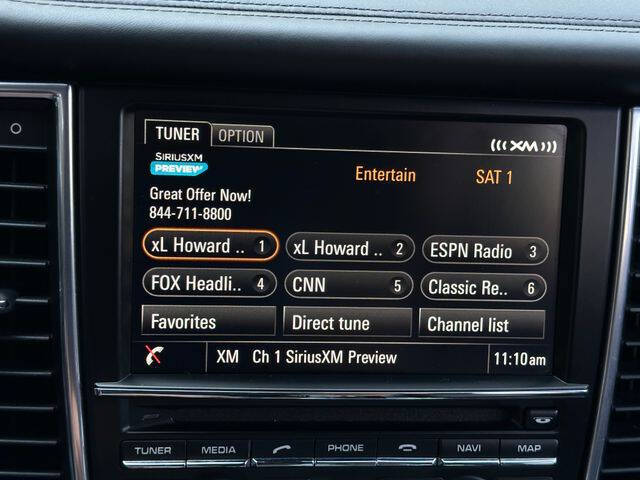 TUNER OPTION
(((XM)))
SIRIUSXM
PREVIEW
Entertain SAT 1
Great Offer Now!
844-711-8800
xL Howard .. 1 xL Howard .. 2 ESPN Radio 3
FOX Headli.. 4 CNN 5 Classic Re.. 6
Favorites Direct tune Channel list
XM Ch 1 SiriusXM Preview 11:10am
TUNER MEDIA PHONE NAVI MAP